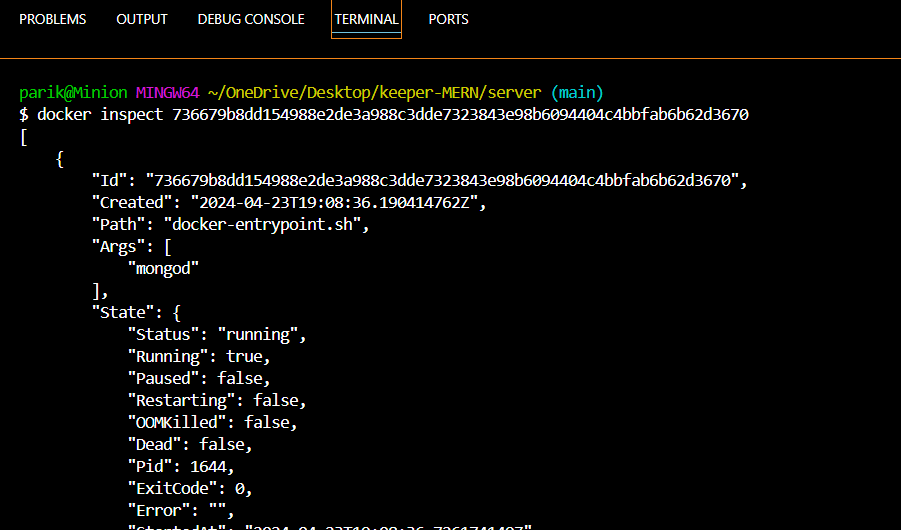 PROBLEMS OUTPUT DEBUG CONSOLE TERMINAL PORTS
parik@Minion MINGW64 ~/OneDrive/Desktop/keeper-MERN/server (main)
$ docker inspect 736679b8dd154988e2de3a988c3dde7323843e98b6094404c4bbfab6b62d3670
[
    {
        "Id": "736679b8dd154988e2de3a988c3dde7323843e98b6094404c4bbfab6b62d3670",
        "Created": "2024-04-23T19:08:36.190414762Z",
        "Path": "docker-entrypoint.sh",
        "Args": [
            "mongod"
        ],
        "State": {
            "Status": "running",
            "Running": true,
            "Paused": false,
            "Restarting": false,
            "OOMKilled": false,
            "Dead": false,
            "Pid": 1644,
            "ExitCode": 0,
            "Error": "",
            "StartedAt":